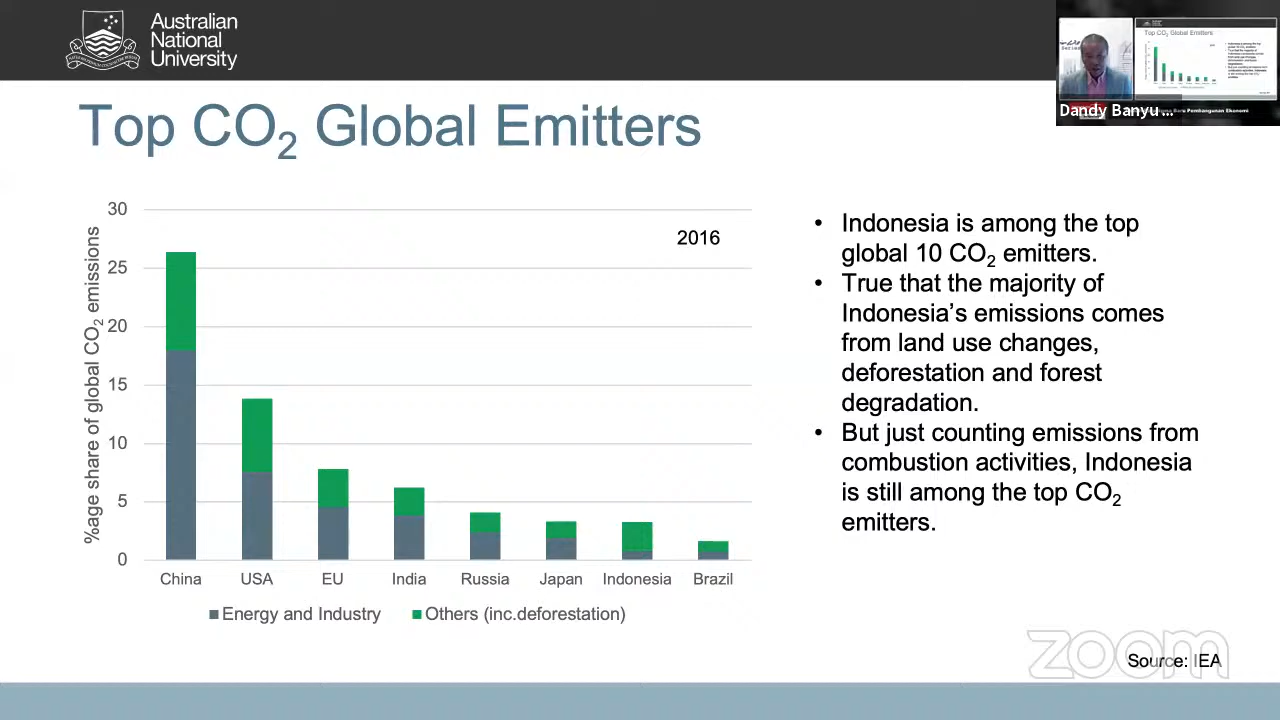 Australian
National
University
Dandy Banyu ...
Top CO2 Global Emitters
%age share of global CO2 emissions
30
25
20
15
10
5
0
2016
China USA EU India Russia Japan Indonesia Brazil
Energy and Industry Others (inc.deforestation)
• Indonesia is among the top
global 10 CO2 emitters.
• True that the majority of
Indonesia’s emissions comes
from land use changes,
deforestation and forest
degradation.
• But just counting emissions from
combustion activities, Indonesia
is still among the top CO2
emitters.
zoom
Source: IEA